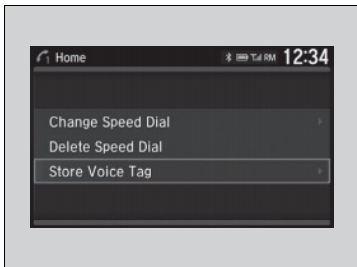 Home
12:34
Change Speed Dial
Delete Speed Dial
Store Voice Tag